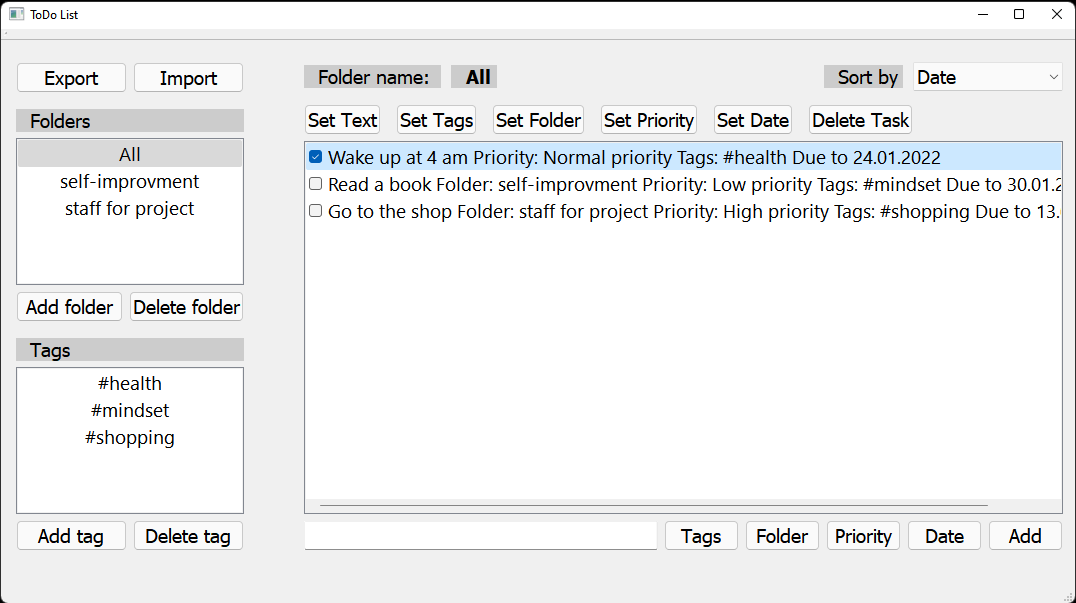 ToDo List
Export Import
Folders
All
self-improvment
staff for project
Add folder Delete folder
Tags
#health
#mindset
#shopping
Add tag Delete tag
Folder name: All Sort by Date
Set Text Set Tags Set Folder Set Priority Set Date Delete Task
Wake up at 4 am Priority: Normal priority Tags: #health Due to 24.01.2022
Read a book Folder: self-improvment Priority: Low priority Tags: #mindset Due to 30.01.2
Go to the shop Folder: staff for project Priority: High priority Tags: #shopping Due to 13.
Tags Folder Priority Date Add